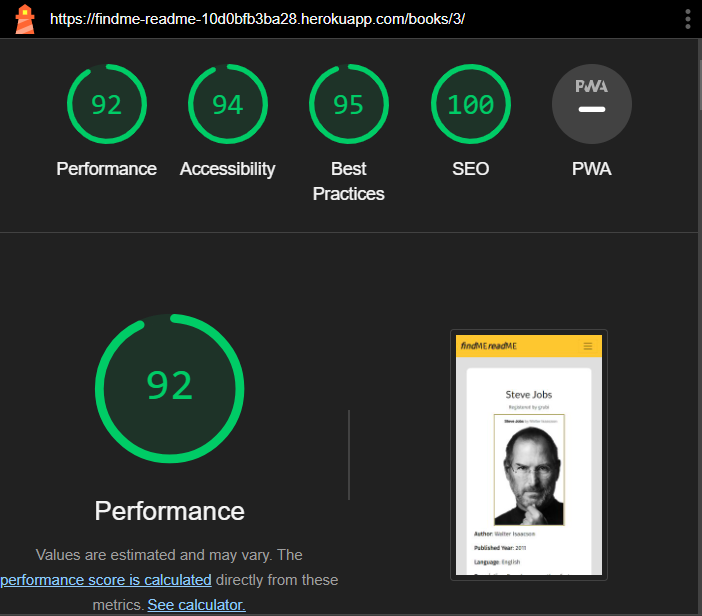 https://findme-readme-10d0bfb3ba28.herokuapp.com/books/3/
92
94
95
100
PWA
Performance
Accessibility
Best
Practices
SEO
PWA
92
Performance
Values are estimated and may vary. The
performance score is calculated directly from these
metrics. See calculator.
findMEreadME
Steve Jobs
Registered by
Steve Jobs by Walter Isaacson
Author: Walter Isaacson
Published Year: 2011
Language: English